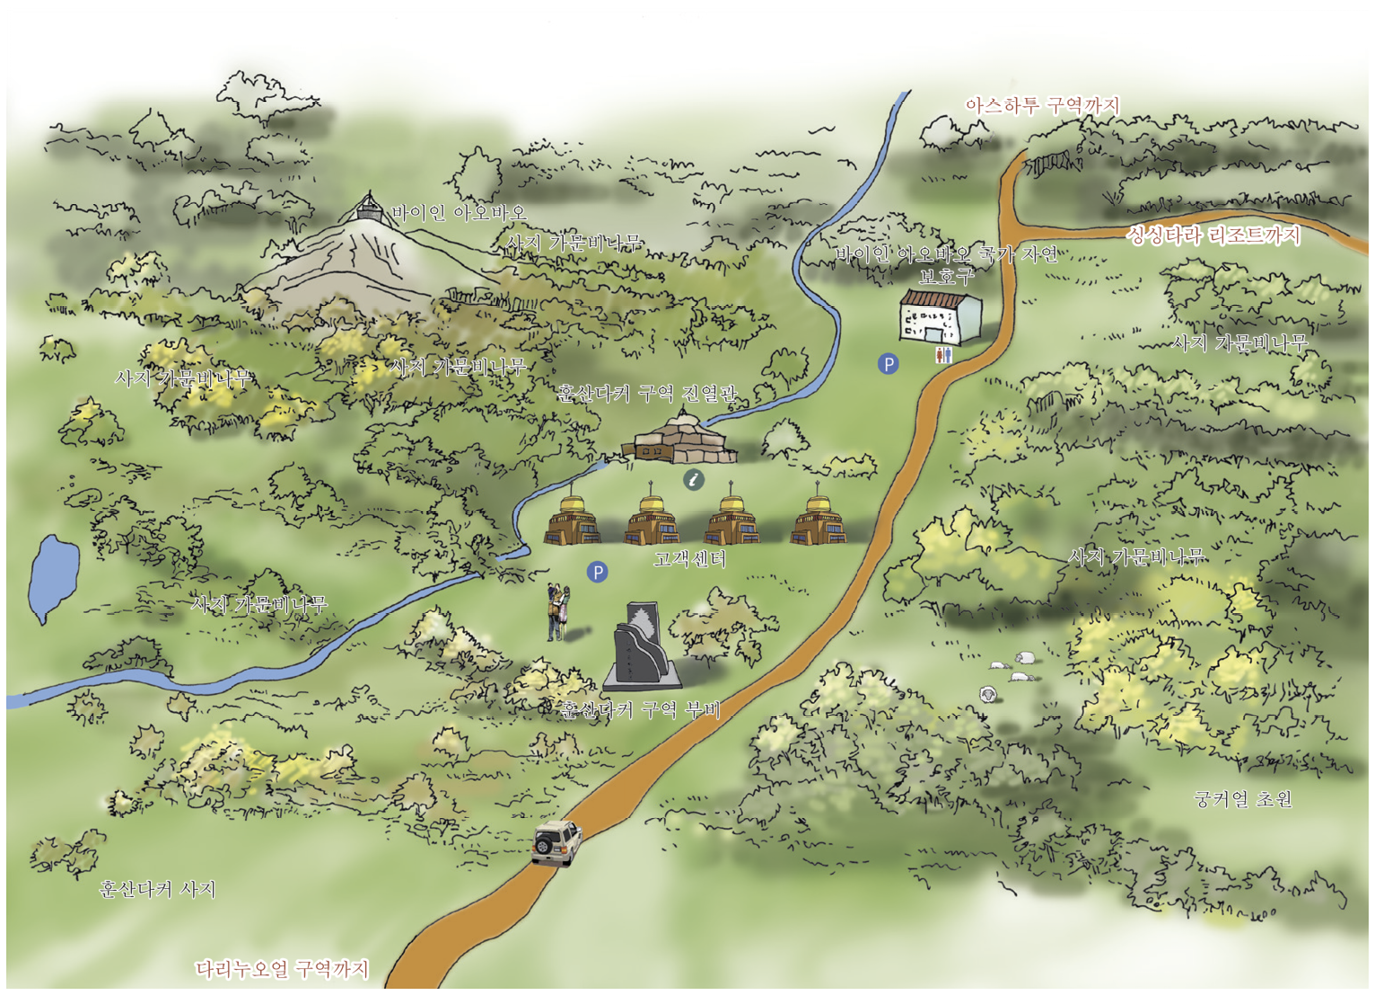 아스하투 구역까지
바이인 아오바오
싱싱타라 리조트까지
사지 가문비나무
바이인 아오바오 국가 자연
보호구
사지 가문비나무
P
사지 가문비나무
사지 가문비나무
훈산다커 구역 진열관
i
고객센터
사지 가문비나무
P
사지 가문비나무
훈산다커 구역 부비
궁커얼 초원
훈산다커 사지
다리누오얼 구역까지